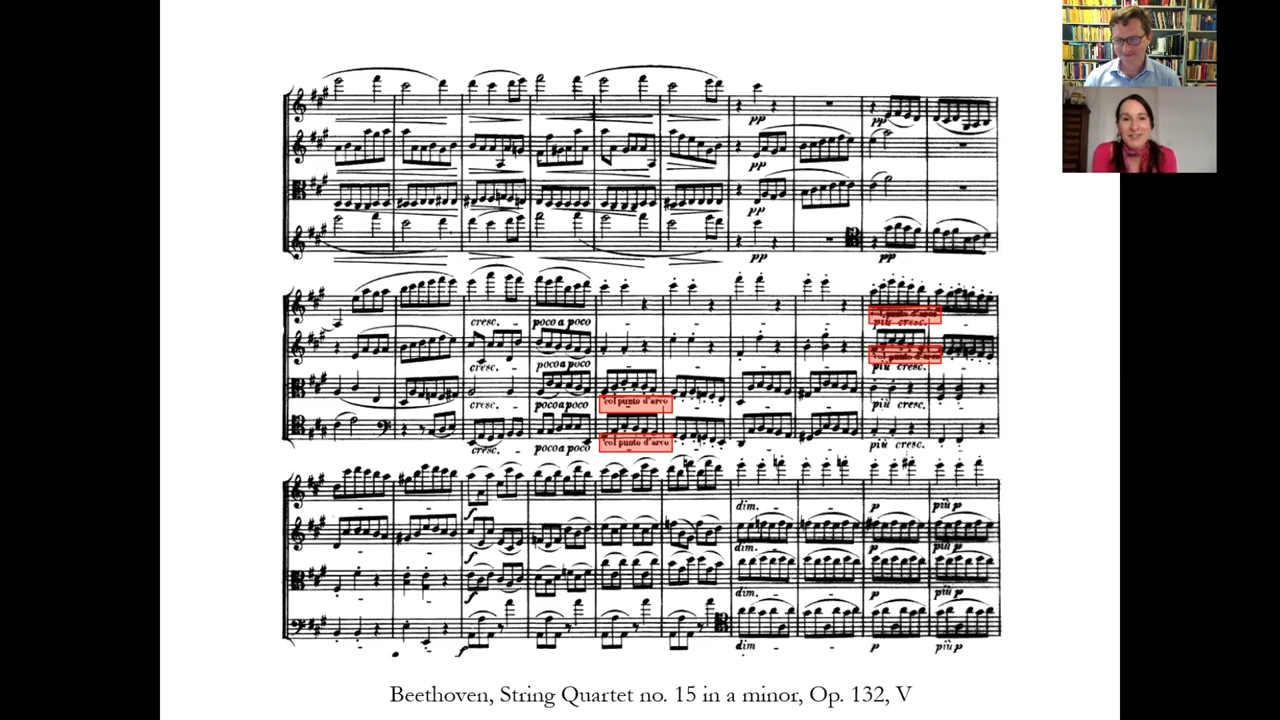 pp pp
pp
pp
pp pp
col punto d'arco
cresc. - poco a poco - - - - più cresc.
col punto d'arco
cresc. - poco a poco - - - - più cresc.
cresc. - poco a poco - - - - più cresc.
col punto d'arco
cresc. - poco a poco - - - - più cresc.
col punto d'arco
f dim. - - p più p
f dim. - - p più p
f dim. - - p più p
f dim - - p più p
Beethoven, String Quartet no. 15 in a minor, Op. 132, V